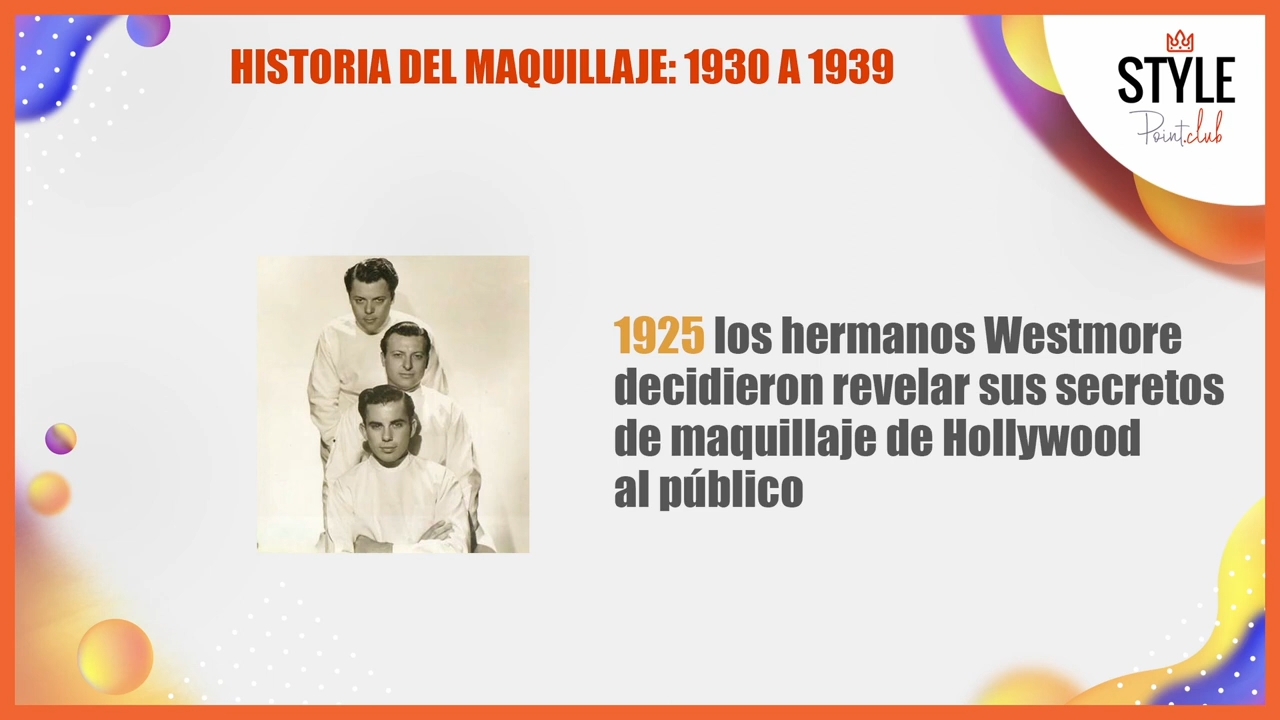 HISTORIA DEL MAQUILLAJE: 1930 A 1939
STYLE
Point.club
1925 los hermanos Westmore
decidieron revelar sus secretos
de maquillaje de Hollywood
al público